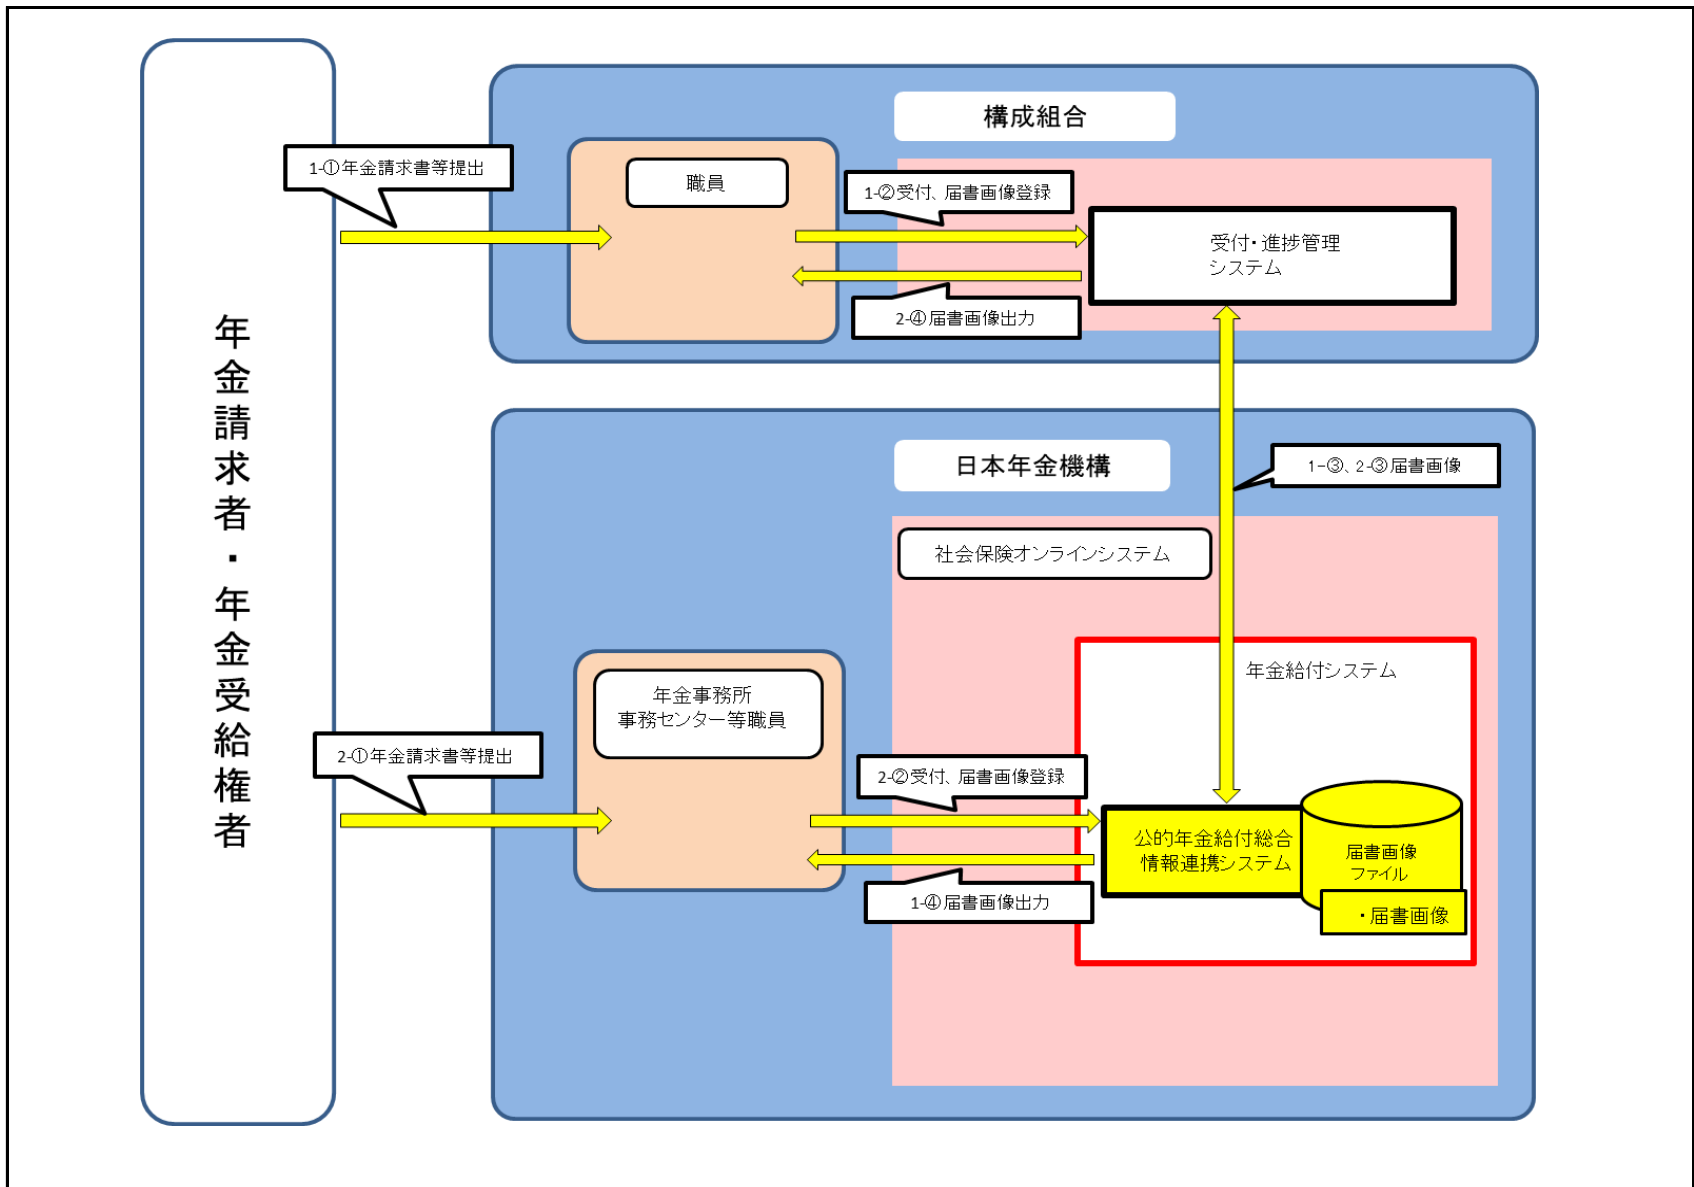 年金請求者・年金受給権者
構成組合
1-①年金請求書等提出
職員
1-②受付、届書画像登録
受付・進捗管理
システム
2-④届書画像出力
日本年金機構
1-③、2-③届書画像
社会保険オンラインシステム
年金給付システム
年金事務所
事務センター等職員
2-①年金請求書等提出
2-②受付、届書画像登録
公的年金給付総合
情報連携システム
届書画像
ファイル
1-④届書画像出力
・届書画像